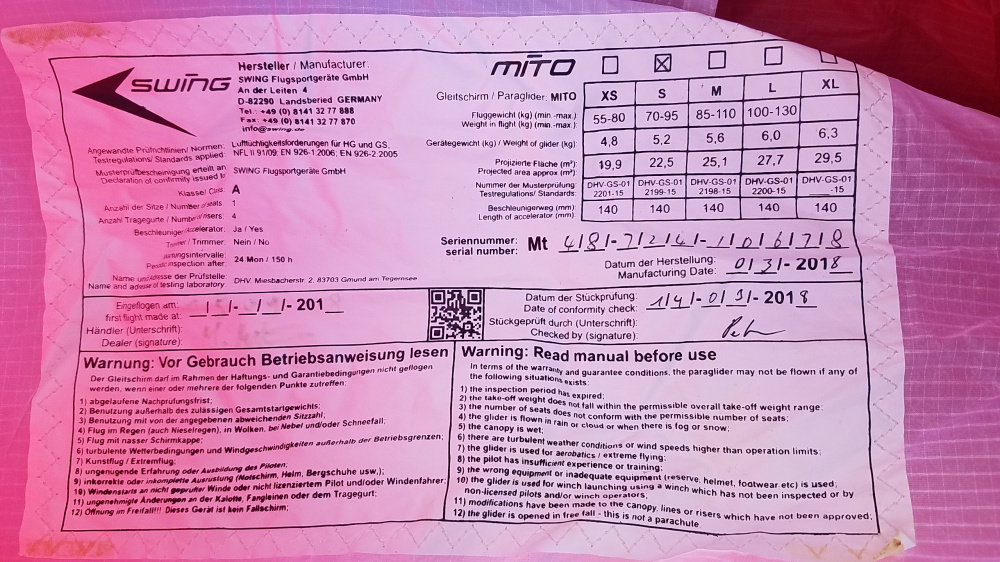 SWING
Hersteller / Manufacturer:
SWING Flugsportgeräte GmbH
An der Leiten 4
D-82290 Landsberied GERMANY
Tel.: +49 (0) 8141 32 77 888
Fax: +49 (0) 8141 32 77 870
info@swing.de
Angewandte Prüfrichtlinien/ Normen: Luftüchtigkeitsforderungen für HG und GS.
Testregulations/ Standards applied: NFL II 91/09; EN 926-1:2006; EN 926-2:2005
Musterprüfbescheinigung erteilt an SWING Flugsportgeräte GmbH
Declaration of conformity issued to
Klasse/ Class A
Anzahl der Sitze / Number of seats: 1
Anzahl Tragegurte / Number of risers: 4
Beschleuniger/Accelerator: Ja / Yes
Trimmer / Trimmer: Nein / No
24 Mon / 150 h
inspection after:
Name und Adresse der Prüfstelle: DHV, Miesbacherstr. 2, 83703 Gmund am Tegernsee
Name and adress of testing laboratory
MITO
Gleitschirm / Paraglider: MITO XS S M L XL
Fluggewicht (kg) (min.-max.) 55-80 70-95 85-110 100-130
Weight in flight (kg) (min.-max.)
Gerätegewicht (kg) / Weight of glider (kg) 4,8 5,2 5,6 6,0 6,3
Projizierte Fläche (m²): 19,9 22,5 25,1 27,7 29,5
Projected area approx (m²):
Nummer der Musterprüfung: DHV-GS-01 DHV-GS-01 DHV-GS-01 DHV-GS-01 DHV-GS-01
Testregulations/ Standards: 2201-15 2199-15 2198-15 2200-15 -15
Beschleunigerweg (mm) 140 140 140 140 140
Length of accelerator (mm)
Seriennummer: Mt 4/8/-7/2/4/-1/0/6/7/8
serial number:
Datum der Herstellung: 0/3/-2018
Manufacturing Date:
Eingeflogen am: -201
first flight made at:
Händler (Unterschrift):
Dealer (signature):
Datum der Stückprüfung: 1/4/-0/3/-2018
Date of conformity check:
Stückgeprüft durch (Unterschrift):
Checked by (signature):
Warnung: Vor Gebrauch Betriebsanweisung lesen
Der Gleitschirm darf im Rahmen der Haftungs- und Garantiebedingungen nicht geflogen
werden, wenn einer oder mehrere der folgenden Punkte zutreffen:
1) abgelaufene Nachprüfungsfrist;
2) Benutzung außerhalb des zulässigen Gesamtstartgewichts;
3) Benutzung mit von der angegebenen abweichenden Sitzzahl,
4) Flug im Regen (auch Nieselregen), in Wolken, bei Nebel und/oder Schneefall;
5) Flug mit nasser Schirmkappe;
6) turbulente Wetterbedingungen und Windgeschwindigkeiten außerhalb der Betriebsgrenzen;
7) Kunstflug / Extremflug;
8) ungenugende Erfahrung oder Ausbildung des Piloten;
9) inkorrekte oder inkomplette Ausrustung (Notschirm, Helm, Bergschuhe usw,);
10) Windenstarts an nicht geprüfter Winde oder nicht lizenziertem Pilot und/oder Windenfahrer;
11) ungenehmigte Änderungen an der Kalotte, Fangleinen oder dem Tragegurt;
12) Öffnung im Freifall!!! Dieses Gerät ist kein Fallschirm;
Warning: Read manual before use
In terms of the warranty and guarantee conditions, the paraglider may not be flown if any of
the following situations exists:
1) the inspection period has expired;
2) the take-off weight does not fall within the permissible overall take-off weight range;
3) the number of seats does not conform with the permissible number of seats;
4) the glider is flown in rain or cloud or when there is fog or snow;
5) the canopy is wet;
6) there are turbulent weather conditions or wind speeds higher than operation limits;
7) the glider is used for aerobatics / extreme flying;
8) the pilot has insufficient experience or training;
9) the wrong equipment or inadequate equipment (reserve, helmet, footwear etc) is used;
10) the glider is used for winch launching using a winch which has not been inspected or by
non-licensed pilots and/or winch operators,
11) modifications have been made to the canopy, lines or risers which have not been approved;
12) the glider is opened in free fall - this is not a parachute.